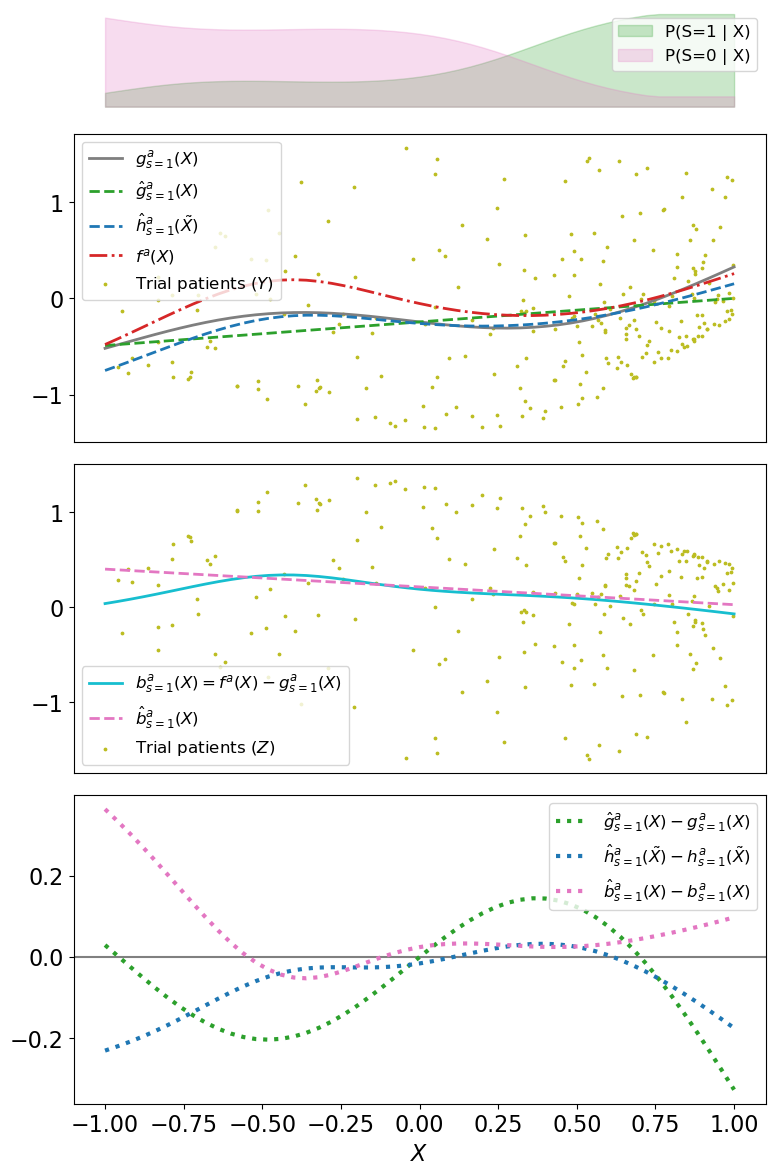 P(S=1 | X)
P(S=0 | X)
1
0
−1
g^a_{s=1}(X)
ĝ^a_{s=1}(X)
ĥ^a_{s=1}(X̃)
f^a(X)
Trial patients (Y)
1
0
−1
b^a_{s=1}(X) = f^a(X) − g^a_{s=1}(X)
b̂^a_{s=1}(X)
Trial patients (Z)
0.2
0.0
−0.2
ĝ^a_{s=1}(X) − g^a_{s=1}(X)
ĥ^a_{s=1}(X̃) − h^a_{s=1}(X̃)
b̂^a_{s=1}(X) − b^a_{s=1}(X)
−1.00 −0.75 −0.50 −0.25 0.00 0.25 0.50 0.75 1.00
X